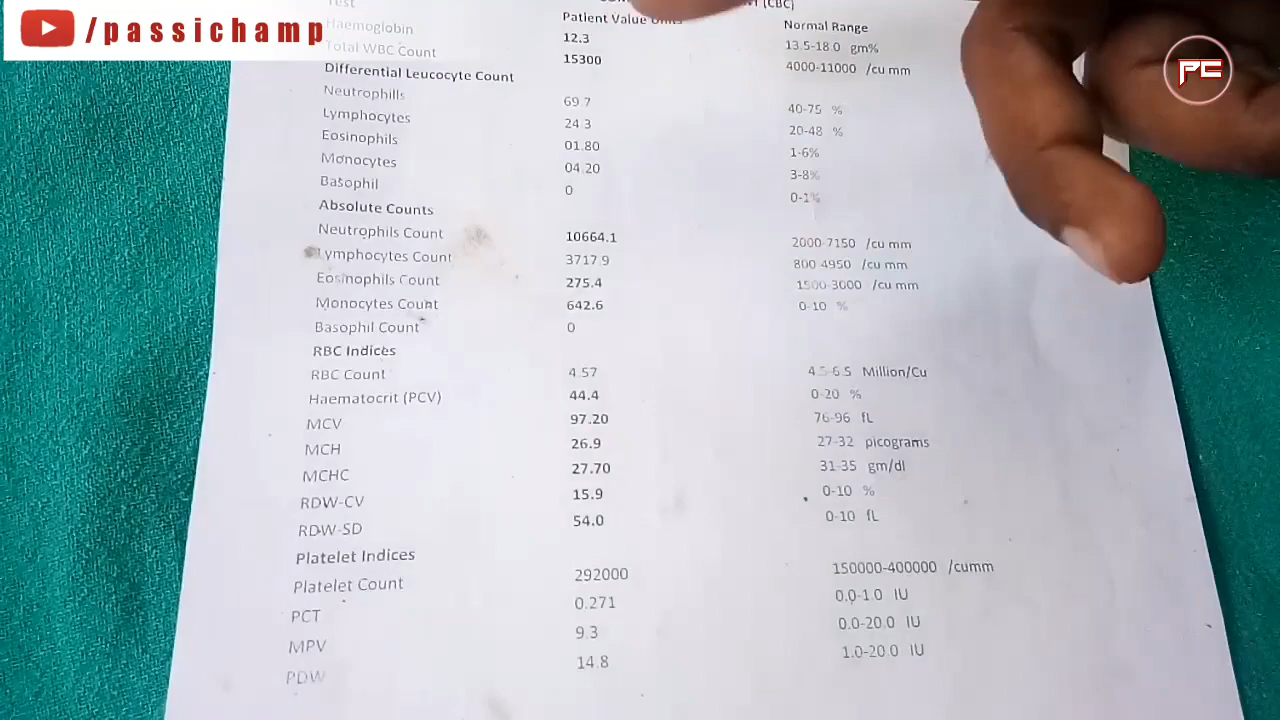 /passichamp
PC
Test Patient Value Units Normal Range
(CBC)
Haemoglobin 12.3 13.5-18.0 gm%
Total WBC Count 15300 4000-11000 /cu mm
Differential Leucocyte Count
Neutrophills 69.7 40-75 %
Lymphocytes 24.3 20-48 %
Eosinophils 01.80 1-6%
Monocytes 04.20 3-8%
Basophil 0 0-1%
Absolute Counts
Neutrophils Count 10664.1 2000-7150 /cu mm
Lymphocytes Count 3717.9 800-4950 /cu mm
Eosinophils Count 275.4 1500-3000 /cu mm
Monocytes Count 642.6 0-10 %
Basophil Count 0
RBC Indices
RBC Count 4.57 4.5-6.5 Million/Cu
Haematocrit (PCV) 44.4 0-20 %
MCV 97.20 76-96 fL
MCH 26.9 27-32 picograms
MCHC 27.70 31-35 gm/dl
RDW-CV 15.9 0-10 %
RDW-SD 54.0 0-10 fL
Platelet Indices
Platelet Count 292000 150000-400000 /cumm
PCT 0.271 0.0-1.0 IU
MPV 9.3 0.0-20.0 IU
PDW 14.8 1.0-20.0 IU